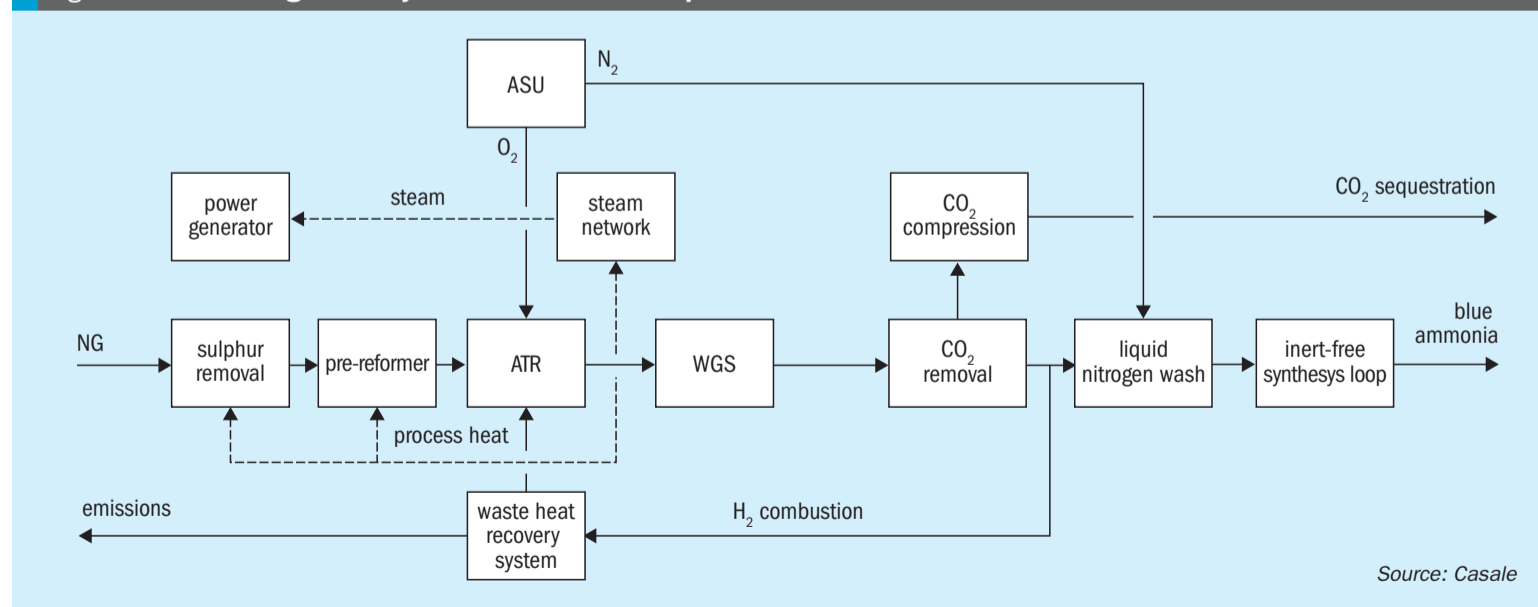 ASU
N2
O2
power
generator
steam
steam
network
CO2
compression
CO2 sequestration
NG
sulphur
removal
pre-reformer
ATR
WGS
CO2
removal
liquid
nitrogen wash
inert-free
synthesys loop
blue
ammonia
process heat
emissions
waste heat
recovery
system
H2 combustion
Source: Casale